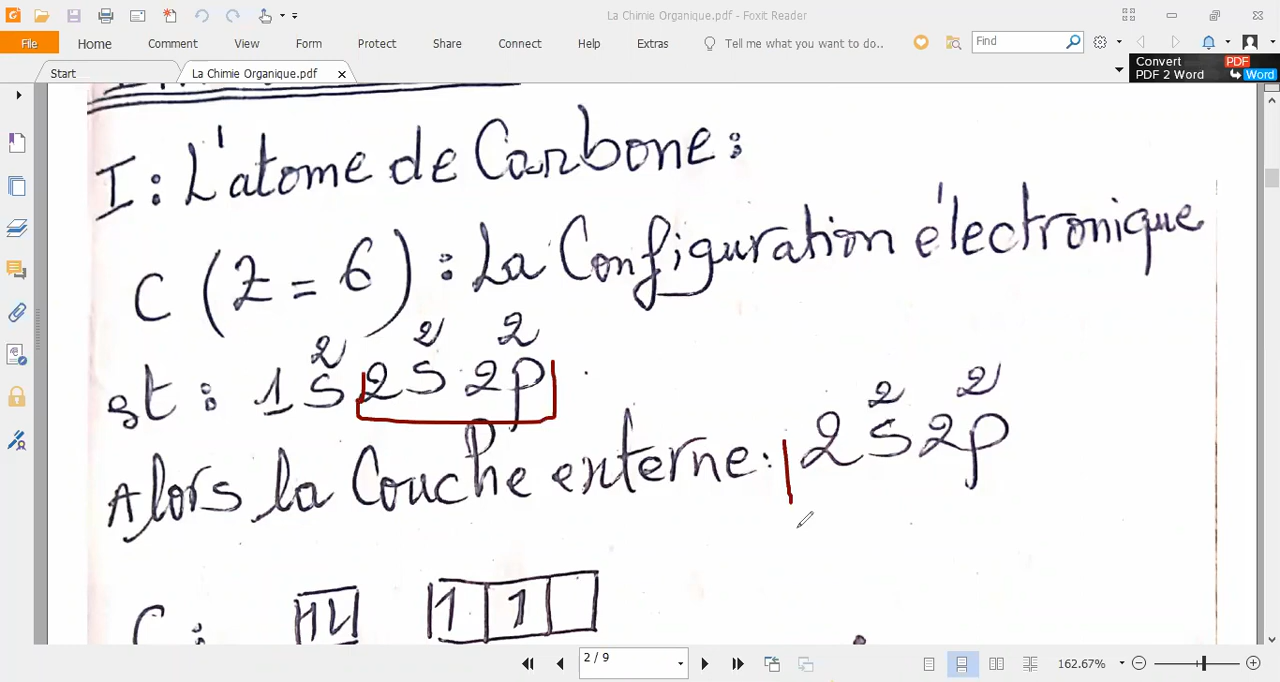 La Chimie Organique.pdf - Foxit Reader
File Home Comment View Form Protect Share Connect Help Extras Tell me what you want to do.. Find
Start La Chimie Organique.pdf
Convert PDF
PDF 2 Word Word
I: L'atome de Carbone:
C (Z = 6): La Configuration électronique
st: 1s² 2s² 2p²
Alors la Couche externe: 2s² 2p²
C:
2 / 9 162.67%